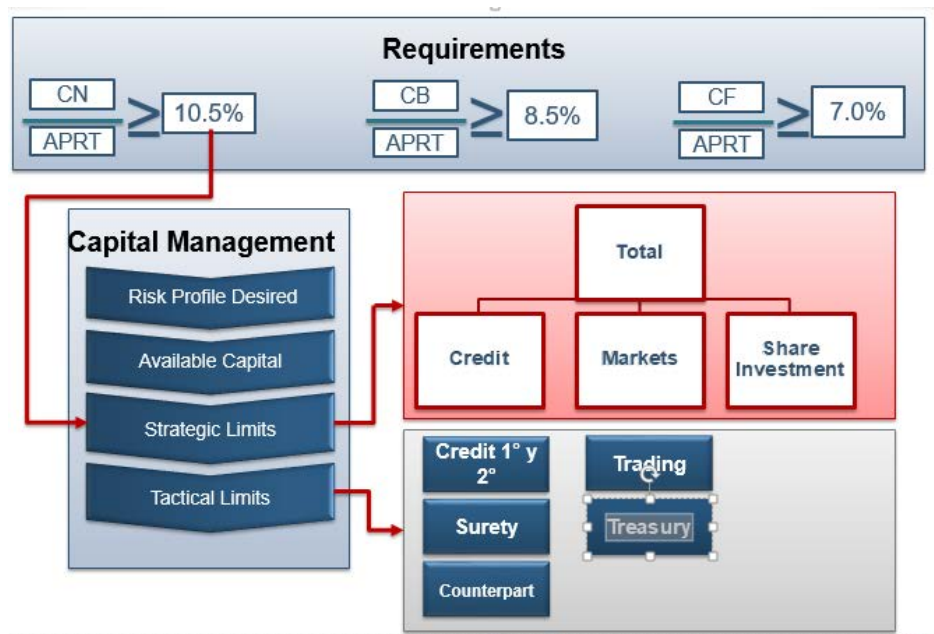 Requirements
CN
APRT
≥
10.5%
CB
APRT
≥
8.5%
CF
APRT
≥
7.0%
Capital Management
Risk Profile Desired
Available Capital
Strategic Limits
Tactical Limits
Total
Credit
Markets
Share
Investment
Credit 1° y
2°
Surety
Counterpart
Trading
Treasury